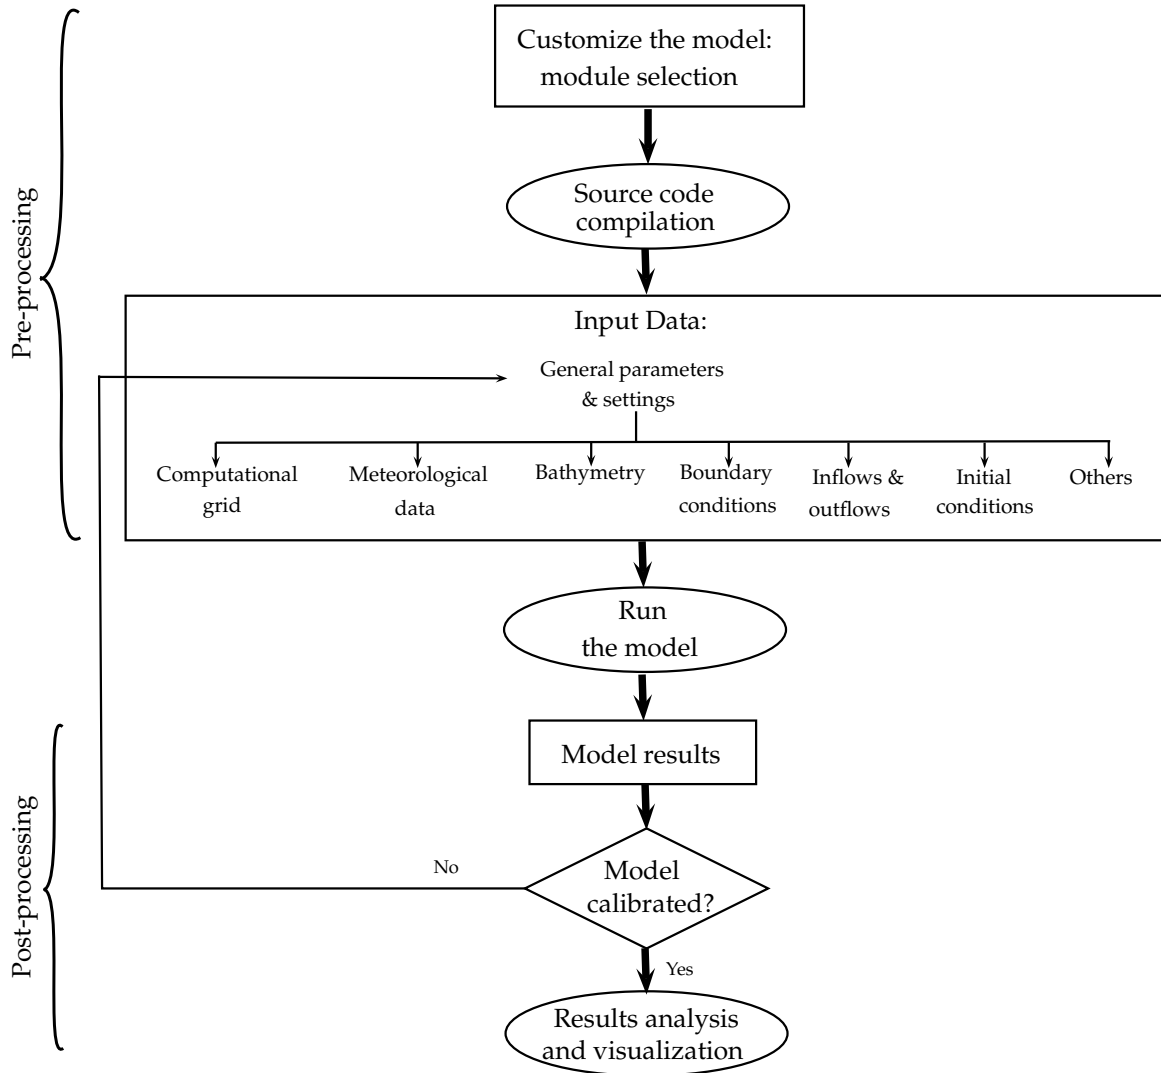 Customize the model:
module selection
Source code
compilation
Pre-processing
Input Data:
General parameters
& settings
Computational
grid
Meteorological
data
Bathymetry
Boundary
conditions
Inflows &
outflows
Initial
conditions
Others
Run
the model
Model results
Post-processing
No
Model
calibrated?
Yes
Results analysis
and visualization